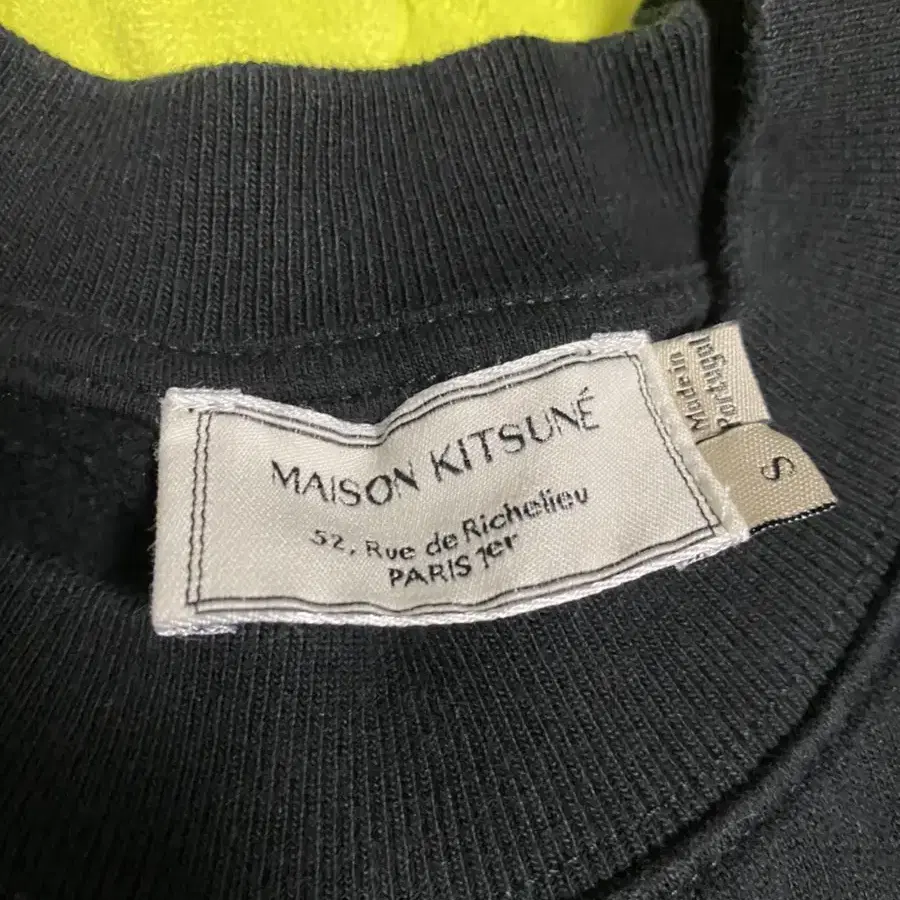 MAISON KITSUNÉ
52, Rue de Richelieu
PARIS 1er
Made in
Portugal
S